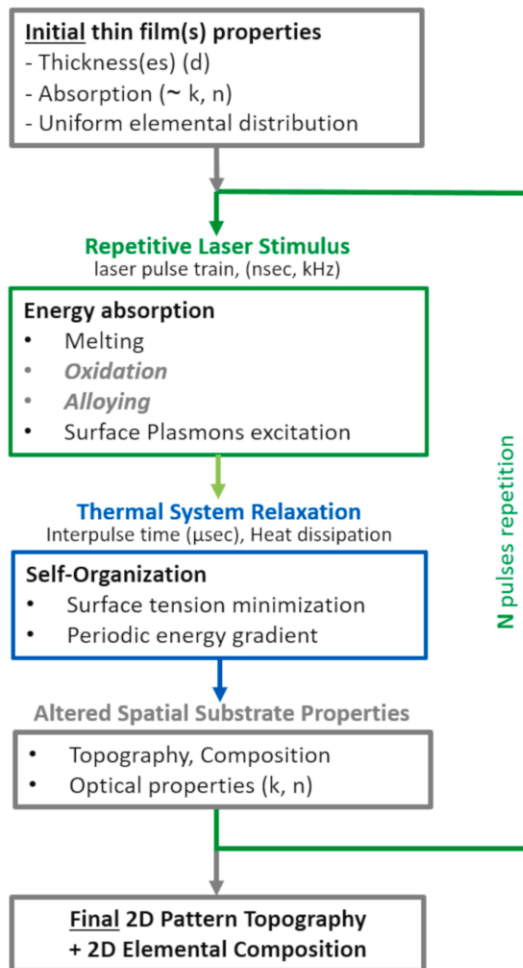 Initial thin film(s) properties
- Thickness(es) (d)
- Absorption (~ k, n)
- Uniform elemental distribution
Repetitive Laser Stimulus
laser pulse train, (nsec, kHz)
Energy absorption
• Melting
• Oxidation
• Alloying
• Surface Plasmons excitation
Thermal System Relaxation
Interpulse time (μsec), Heat dissipation
Self-Organization
• Surface tension minimization
• Periodic energy gradient
Altered Spatial Substrate Properties
• Topography, Composition
• Optical properties (k, n)
N pulses repetition
Final 2D Pattern Topography
+ 2D Elemental Composition